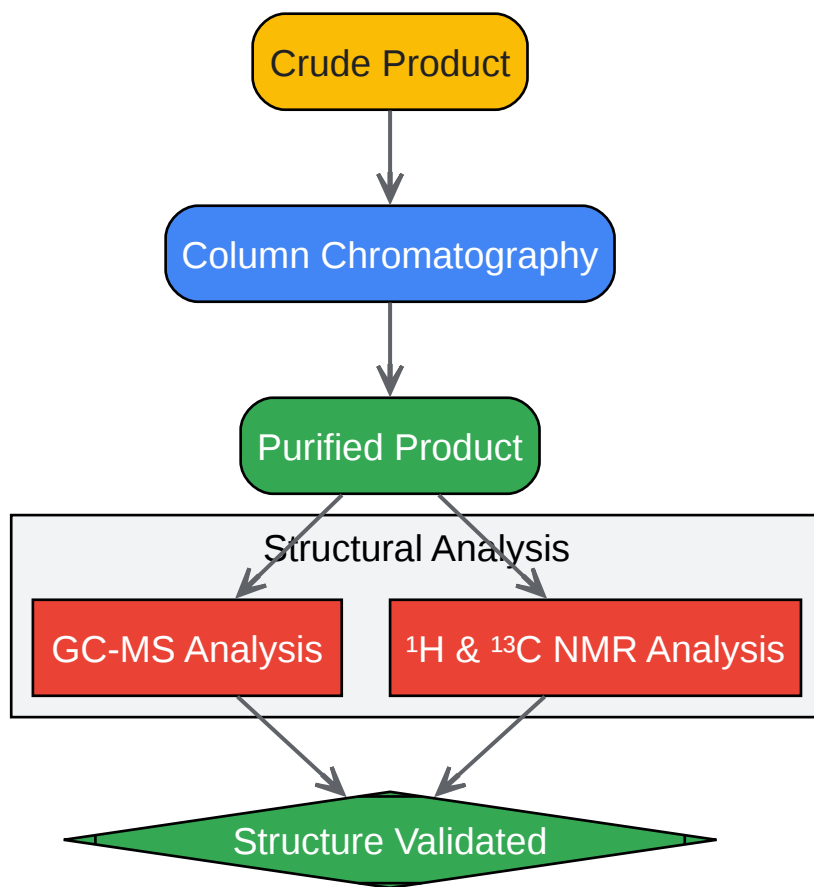 Crude Product
Column Chromatography
Purified Product
Structural Analysis
GC-MS Analysis
¹H & ¹³C NMR Analysis
Structure Validated